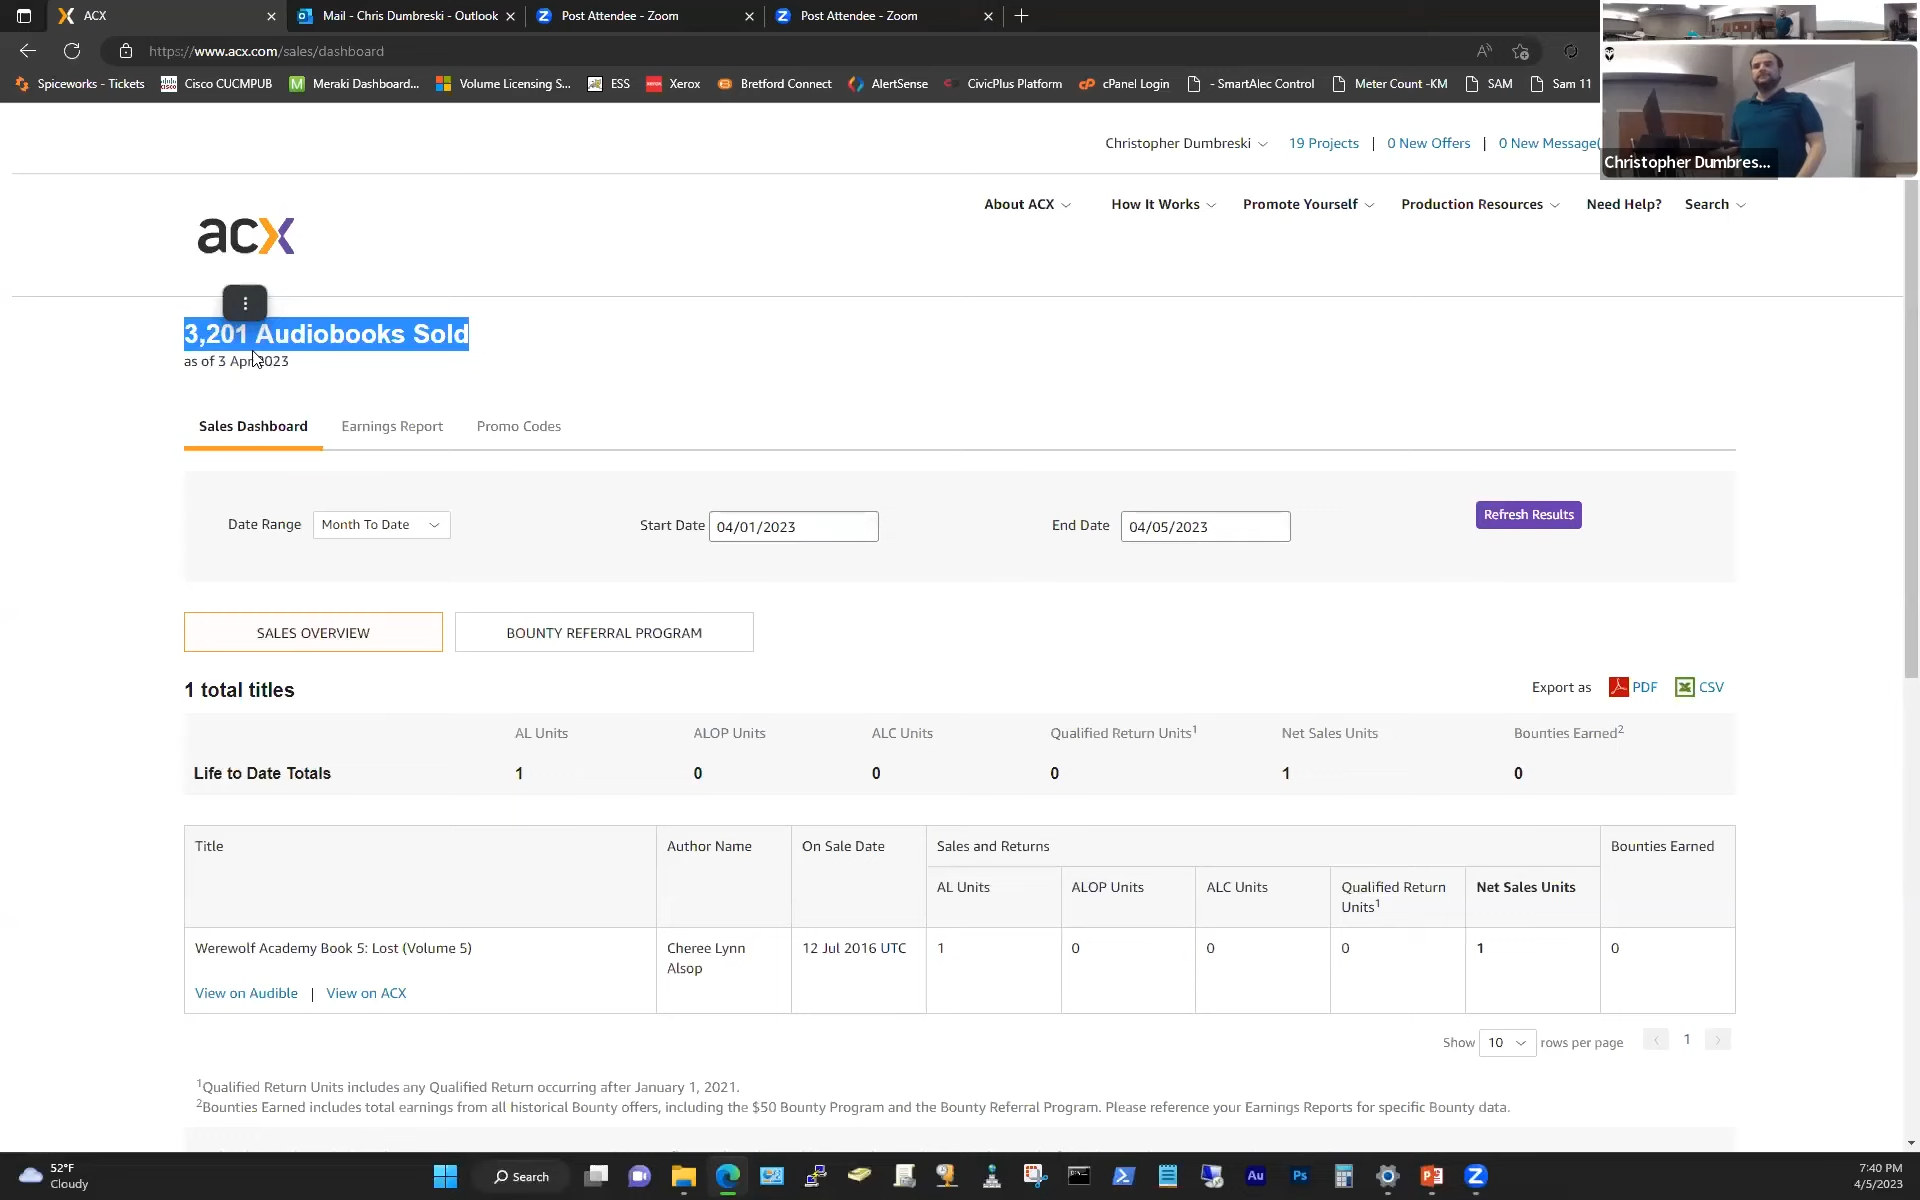 ACX
Mail - Chris Dumbreski - Outlook
Post Attendee - Zoom
Post Attendee - Zoom
https://www.acx.com/sales/dashboard
Spiceworks - Tickets
Cisco CUCMPUB
Meraki Dashboard...
Volume Licensing S...
ESS
Xerox
Bretford Connect
AlertSense
CivicPlus Platform
cPanel Login
- SmartAlec Control
Meter Count -KM
SAM
Sam 11
Christopher Dumbres...
Christopher Dumbreski
19 Projects | 0 New Offers | 0 New Message(
About ACX
How It Works
Promote Yourself
Production Resources
Need Help?
Search
acx
3,201 Audiobooks Sold
as of 3 Apr 2023
Sales Dashboard
Earnings Report
Promo Codes
Date Range
Month To Date
Start Date
04/01/2023
End Date
04/05/2023
Refresh Results
SALES OVERVIEW
BOUNTY REFERRAL PROGRAM
1 total titles
Export as
PDF
CSV
AL Units
ALOP Units
ALC Units
Qualified Return Units1
Net Sales Units
Bounties Earned2
Life to Date Totals
1
0
0
0
1
0
Title
Author Name
On Sale Date
Sales and Returns
Bounties Earned
AL Units
ALOP Units
ALC Units
Qualified Return
Units1
Net Sales Units
Werewolf Academy Book 5: Lost (Volume 5)
Cheree Lynn
Alsop
12 Jul 2016 UTC
1
0
0
0
1
0
View on Audible | View on ACX
Show 10 rows per page
1
1Qualified Return Units includes any Qualified Return occurring after January 1, 2021.
2Bounties Earned includes total earnings from all historical Bounty offers, including the $50 Bounty Program and the Bounty Referral Program. Please reference your Earnings Reports for specific Bounty data.
52°F
Cloudy
Search
Au
Ps
7:40 PM
4/5/2023